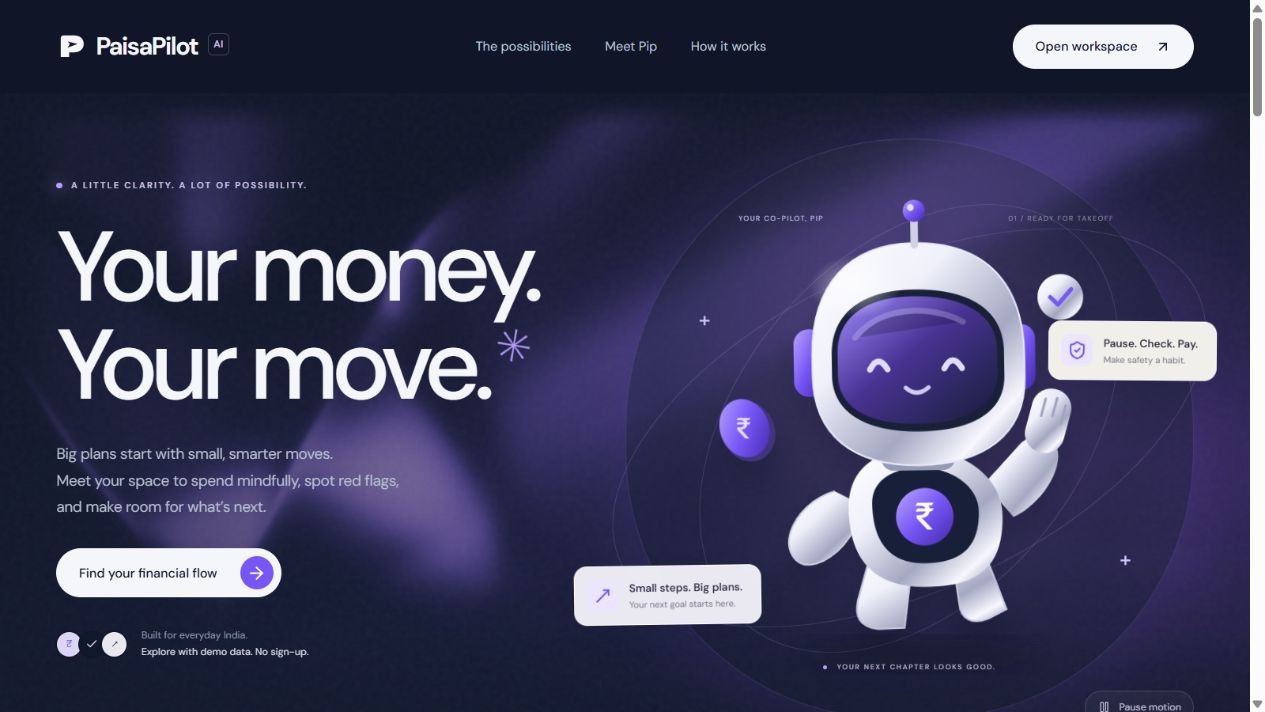 PaisaPilot AI
The possibilities
Meet Pip
How it works
Open workspace
A LITTLE CLARITY. A LOT OF POSSIBILITY.
Your money.
Your move.
Big plans start with small, smarter moves.
Meet your space to spend mindfully, spot red flags,
and make room for what's next.
Find your financial flow
₹
Built for everyday India.
Explore with demo data. No sign-up.
YOUR CO-PILOT, PIP
01 / READY FOR TAKEOFF
Pause. Check. Pay.
Make safety a habit.
₹
₹
Small steps. Big plans.
Your next goal starts here.
YOUR NEXT CHAPTER LOOKS GOOD.
Pause motion